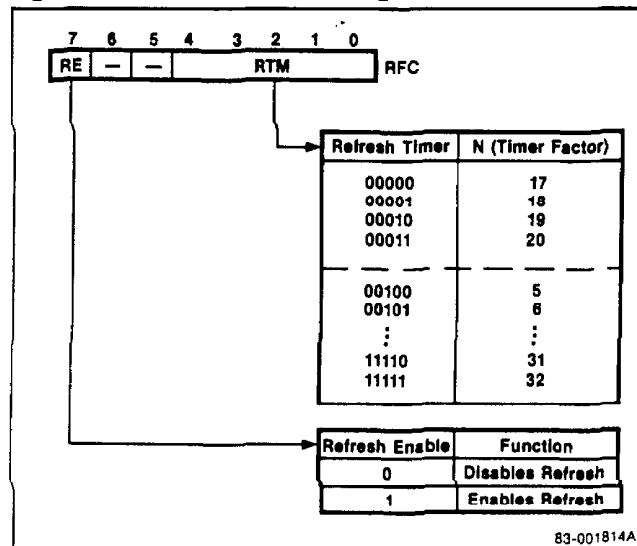 7 6 5 4 3 2 1 0
RE — — RTM RFC
Refresh Timer N (Timer Factor)
00000 17
00001 18
00010 19
00011 20
00100 5
00101 6
⋮ ⋮
11110 31
11111 32
Refresh Enable Function
0 Disables Refresh
1 Enables Refresh
83-001814A